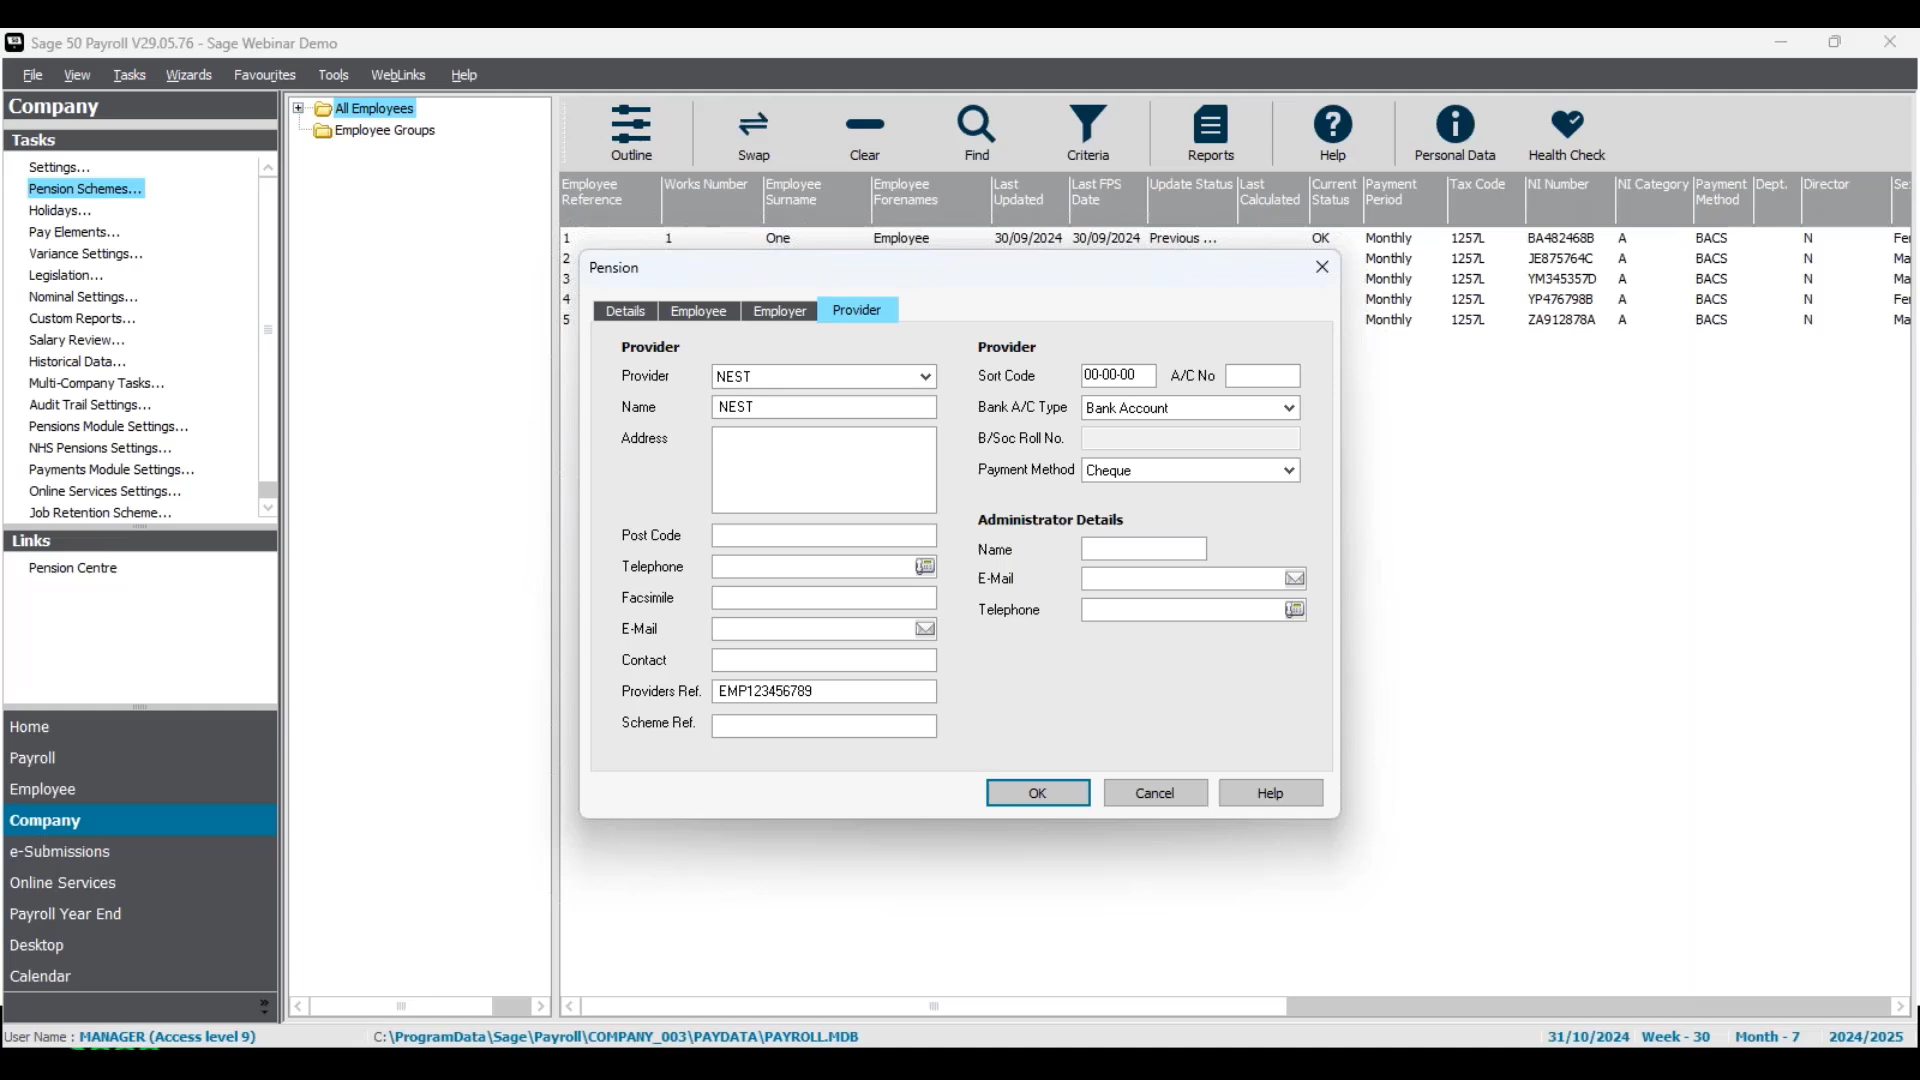 Sage 50 Payroll V29.05.76 - Sage Webinar Demo
File View Tasks Wizards Favourites Tools WebLinks Help
Company
Tasks
Settings...
Pension Schemes...
Holidays...
Pay Elements...
Variance Settings...
Legislation...
Nominal Settings...
Custom Reports...
Salary Review...
Historical Data...
Multi-Company Tasks...
Audit Trail Settings...
Pensions Module Settings...
NHS Pensions Settings...
Payments Module Settings...
Online Services Settings...
Job Retention Scheme...
Links
Pension Centre
Home
Payroll
Employee
Company
e-Submissions
Online Services
Payroll Year End
Desktop
Calendar
All Employees
Employee Groups
Outline Swap Clear Find Criteria Reports Help Personal Data Health Check
Employee Reference Works Number Employee Surname Employee Forenames Last Updated Last FPS Date Update Status Last Calculated Current Status Payment Period Tax Code NI Number NI Category Payment Method Dept. Director
1 1 One Employee 30/09/2024 30/09/2024 Previous ... OK Monthly 1257L BA482468B A BACS N Fe
2 Monthly 1257L JE875764C A BACS N Ma
3 Monthly 1257L YM345357D A BACS N Ma
4 Monthly 1257L YP476798B A BACS N Fe
5 Monthly 1257L ZA912878A A BACS N Ma
Pension
Details Employee Employer Provider
Provider
Provider NEST
Name NEST
Address
Post Code
Telephone
Facsimile
E-Mail
Contact
Providers Ref. EMP123456789
Scheme Ref.
Provider
Sort Code 00-00-00 A/C No
Bank A/C Type Bank Account
B/Soc Roll No.
Payment Method Cheque
Administrator Details
Name
E-Mail
Telephone
OK Cancel Help
User Name : MANAGER (Access level 9) C:\ProgramData\Sage\Payroll\COMPANY_003\PAYDATA\PAYROLL.MDB 31/10/2024 Week - 30 Month - 7 2024/2025